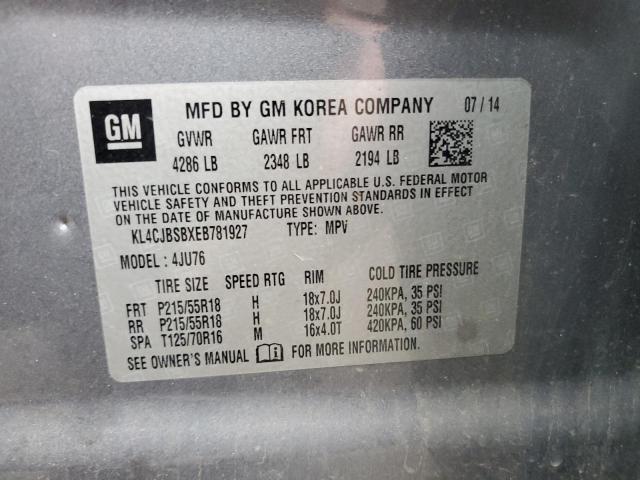 GM
MFD BY GM KOREA COMPANY 07/14
GVWR GAWR FRT GAWR RR
4286 LB 2348 LB 2194 LB
THIS VEHICLE CONFORMS TO ALL APPLICABLE U.S. FEDERAL MOTOR
VEHICLE SAFETY AND THEFT PREVENTION STANDARDS IN EFFECT
ON THE DATE OF MANUFACTURE SHOWN ABOVE.
KL4CJBSBXEB781927 TYPE: MPV
MODEL: 4JU76
TIRE SIZE SPEED RTG RIM COLD TIRE PRESSURE
FRT P215/55R18 H 18x7.0J 240KPA, 35 PSI
RR P215/55R18 H 18x7.0J 240KPA, 35 PSI
SPA T125/70R16 M 16x4.0T 420KPA, 60 PSI
SEE OWNER'S MANUAL FOR MORE INFORMATION.